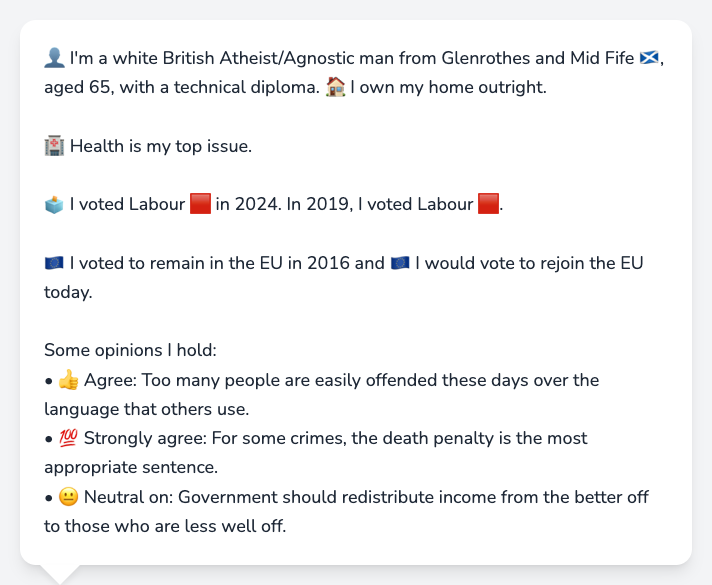 👤 I'm a white British Atheist/Agnostic man from Glenrothes and Mid Fife 🏴󠁧󠁢󠁳󠁣󠁴󠁿,
aged 65, with a technical diploma. 🏠 I own my home outright.
🏥 Health is my top issue.
🗳️ I voted Labour 🟥 in 2024. In 2019, I voted Labour 🟥.
🇪🇺 I voted to remain in the EU in 2016 and 🇪🇺 I would vote to rejoin the EU
today.
Some opinions I hold:
• 👍 Agree: Too many people are easily offended these days over the
language that others use.
• 💯 Strongly agree: For some crimes, the death penalty is the most
appropriate sentence.
• 😐 Neutral on: Government should redistribute income from the better off
to those who are less well off.